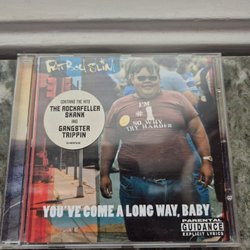 FATBOY SLIM
CONTAINS THE HITS
THE ROCKAFELLER
SKANK
AND
GANGSTER
TRIPPIN
I'M
#1
SO WHY
TRY HARDER
YOU'VE COME A LONG WAY, BABY
PARENTAL
GUIDANCE
EXPLICIT LYRICS